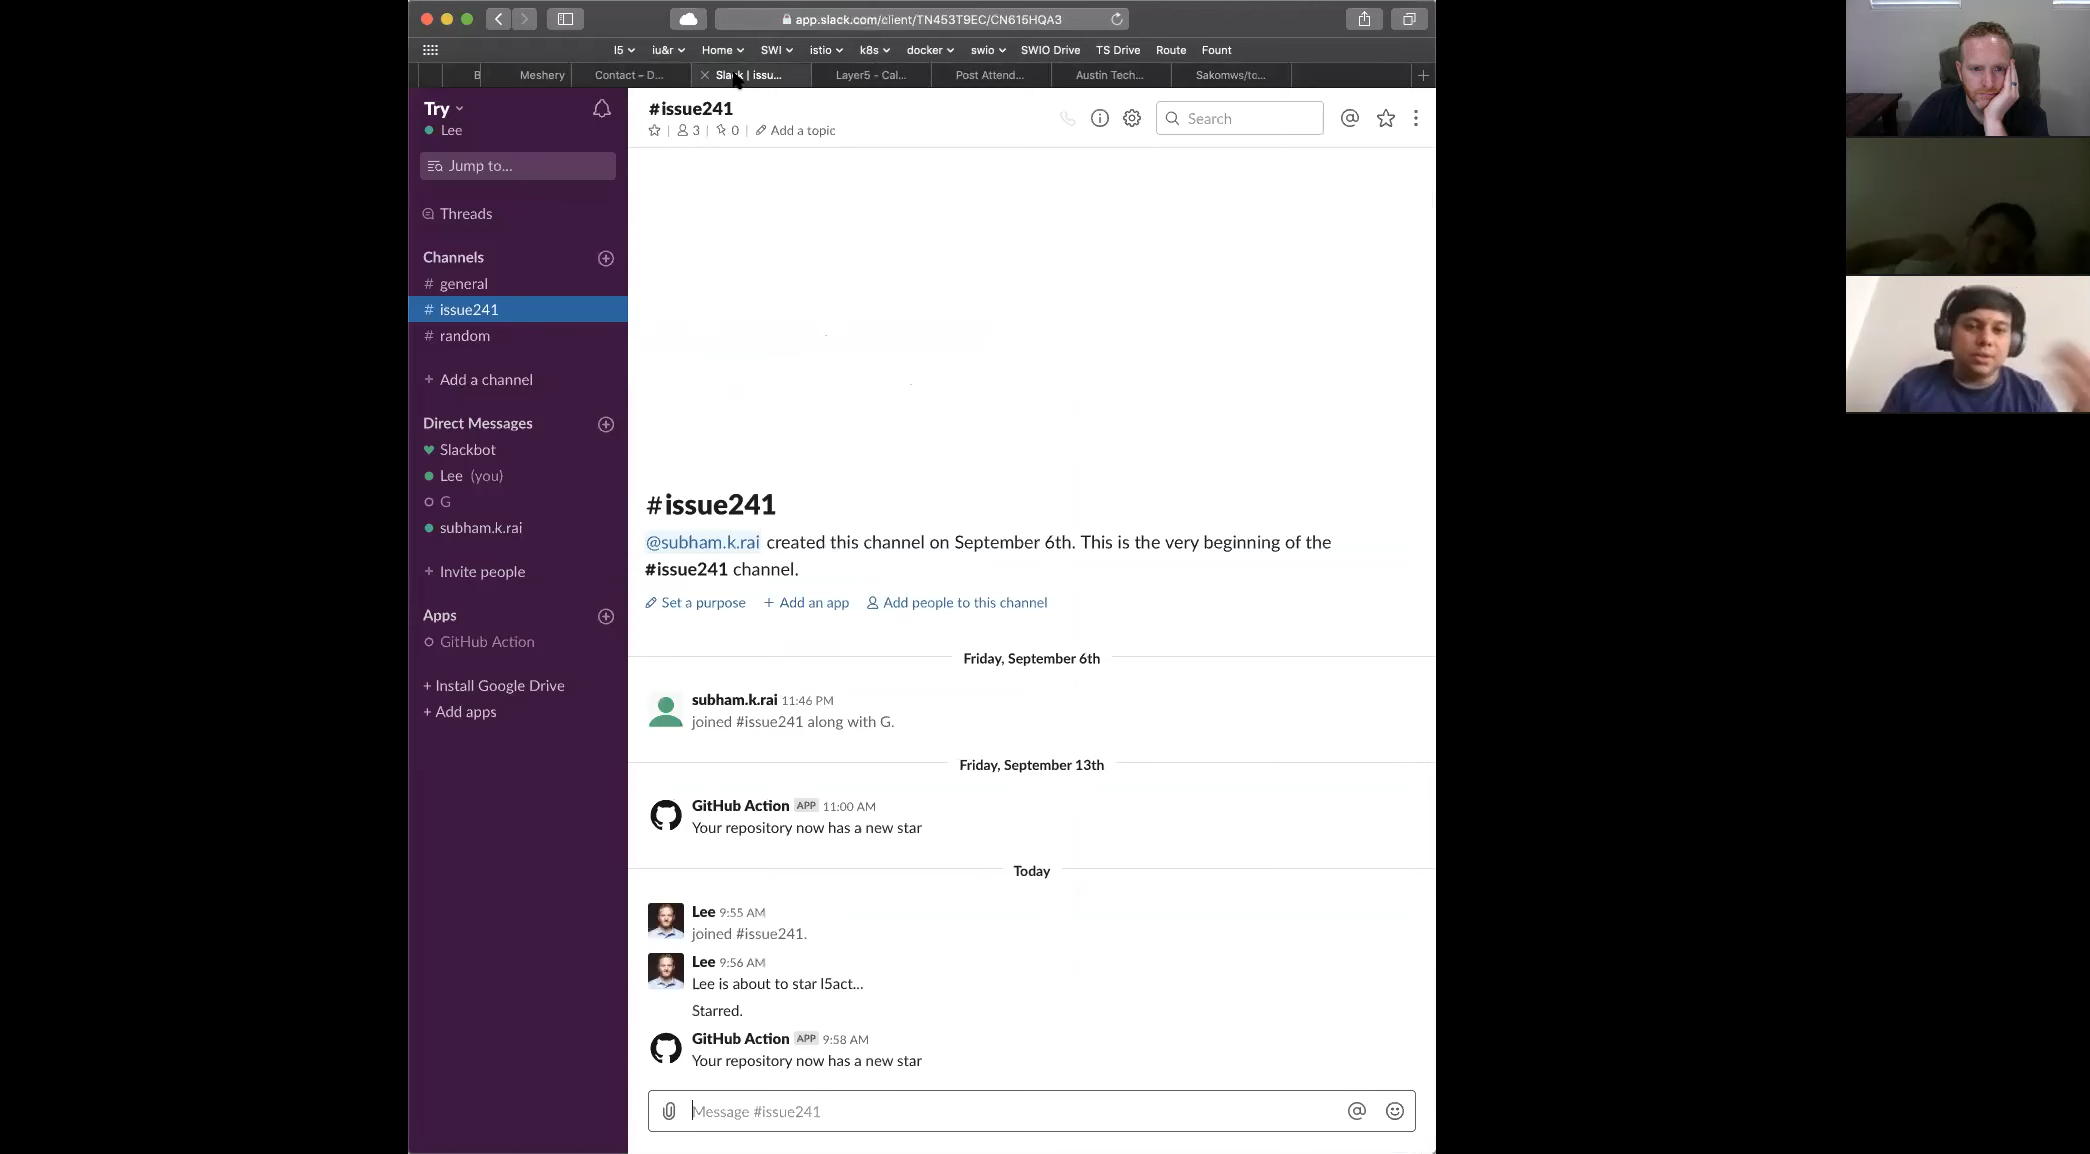 app.slack.com/client/TN453T9EC/CN615HQA3
l5 iu&r Home SWI istio k8s docker swio SWIO Drive TS Drive Route Fount
B Meshery Contact – D... Slack | issu... Layer5 - Cal... Post Attend... Austin Tech... Sakomws/to...
Try
Lee
Jump to...
Threads
Channels
# general
# issue241
# random
+ Add a channel
Direct Messages
Slackbot
Lee (you)
G
subham.k.rai
+ Invite people
Apps
GitHub Action
+ Install Google Drive
+ Add apps
#issue241
3 | 0 | Add a topic
Search
#issue241
@subham.k.rai created this channel on September 6th. This is the very beginning of the
#issue241 channel.
Set a purpose + Add an app Add people to this channel
Friday, September 6th
subham.k.rai 11:46 PM
joined #issue241 along with G.
Friday, September 13th
GitHub Action APP 11:00 AM
Your repository now has a new star
Today
Lee 9:55 AM
joined #issue241.
Lee 9:56 AM
Lee is about to star l5act...
Starred.
GitHub Action APP 9:58 AM
Your repository now has a new star
Message #issue241